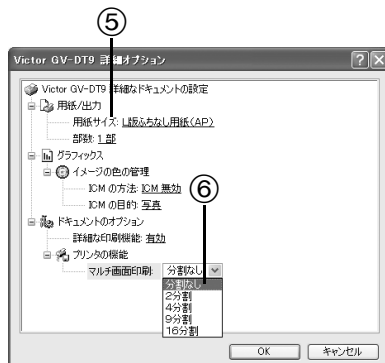 ⑤
Victor GV-DT9 詳細オプション
Victor GV-DT9 詳細なドキュメントの設定
用紙/出力
用紙サイズ: L版ふちなし用紙(AP)
部数: 1 部
グラフィックス
イメージの色の管理
ICM の方法: ICM 無効
⑥
ICM の目的: 写真
ドキュメントのオプション
詳細な印刷機能: 有効
プリンタの機能
マルチ画面印刷: 分割なし
分割なし
2分割
4分割
9分割
16分割
OK キャンセル